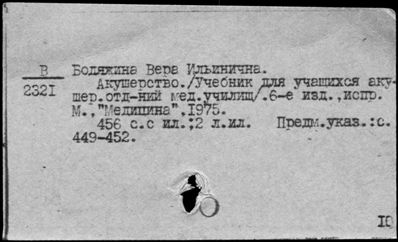 В
2321
Бодяжина Вера Ильинична.
Акушерство./Учебник для учащихся аку-
шер.отд-ний мед.училищ/.6-е изд.,испр.
М.,"Медицина",1975.
456 с.с ил.;2 л.ил. Предм.указ.:с.
449-452.
10